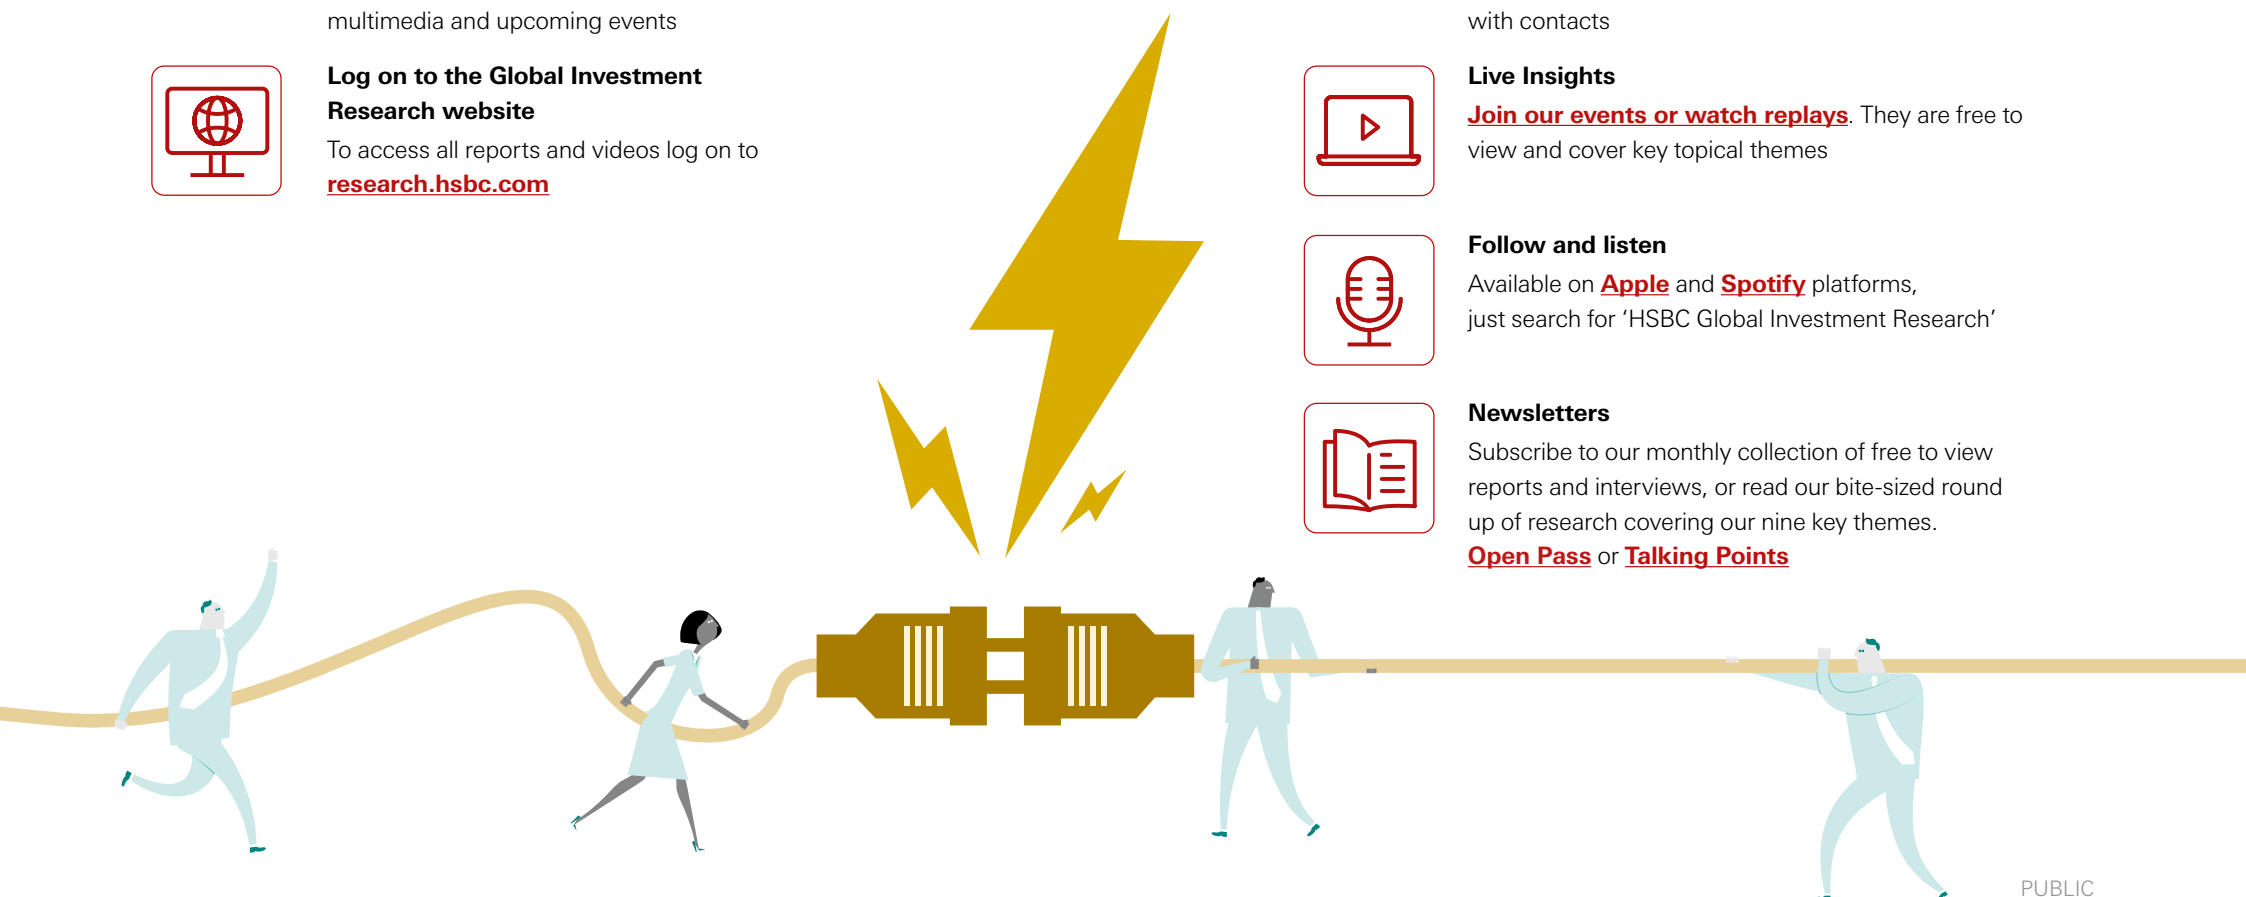 multimedia and upcoming events
Log on to the Global Investment
Research website
To access all reports and videos log on to
research.hsbc.com
with contacts
Live Insights
Join our events or watch replays. They are free to
view and cover key topical themes
Follow and listen
Available on Apple and Spotify platforms,
just search for ‘HSBC Global Investment Research’
Newsletters
Subscribe to our monthly collection of free to view
reports and interviews, or read our bite-sized round
up of research covering our nine key themes.
Open Pass or Talking Points
PUBLIC